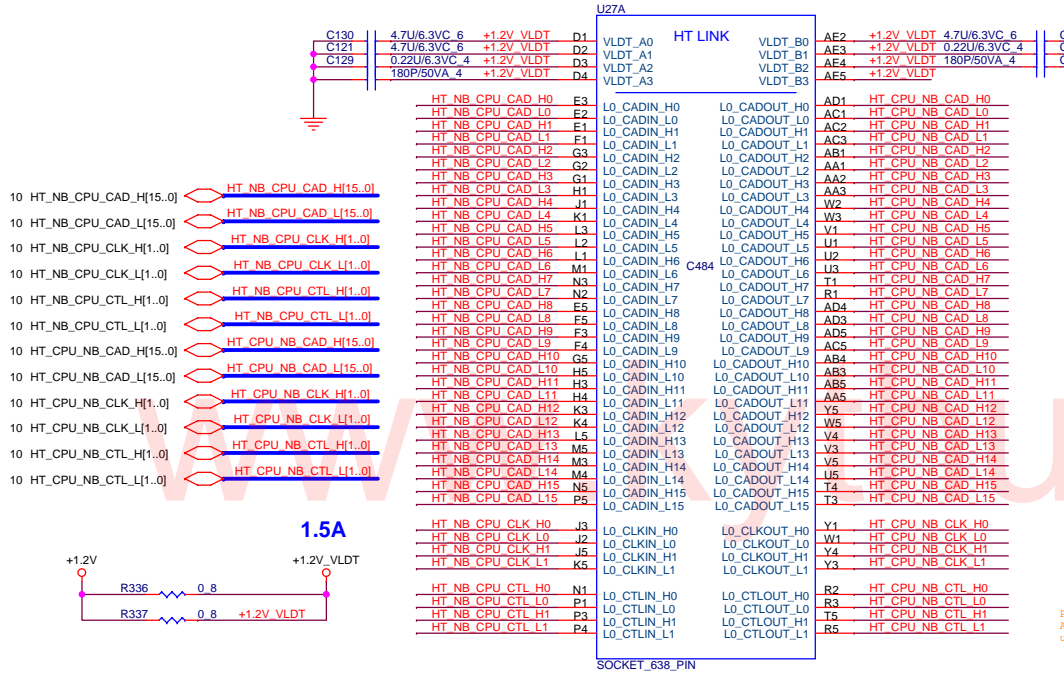 U27A
HT LINK
C130 4.7U/6.3VC_6 +1.2V_VLDT D1 VLDT_A0 VLDT_B0 AE2 +1.2V_VLDT 4.7U/6.3VC_6
C121 4.7U/6.3VC_6 +1.2V_VLDT D2 VLDT_A1 VLDT_B1 AE3 +1.2V_VLDT 0.22U/6.3VC_4
C129 0.22U/6.3VC_4 +1.2V_VLDT D3 VLDT_A2 VLDT_B2 AE4 +1.2V_VLDT 180P/50VA_4
180P/50VA_4 +1.2V_VLDT D4 VLDT_A3 VLDT_B3 AE5 +1.2V_VLDT
HT_NB_CPU_CAD_H0 E3 L0_CADIN_H0 L0_CADOUT_H0 AD1 HT_CPU_NB_CAD_H0
HT_NB_CPU_CAD_L0 E2 L0_CADIN_L0 L0_CADOUT_L0 AC1 HT_CPU_NB_CAD_L0
HT_NB_CPU_CAD_H1 E1 L0_CADIN_H1 L0_CADOUT_H1 AC2 HT_CPU_NB_CAD_H1
HT_NB_CPU_CAD_L1 F1 L0_CADIN_L1 L0_CADOUT_L1 AC3 HT_CPU_NB_CAD_L1
HT_NB_CPU_CAD_H2 G3 L0_CADIN_H2 L0_CADOUT_H2 AB1 HT_CPU_NB_CAD_H2
HT_NB_CPU_CAD_L2 G2 L0_CADIN_L2 L0_CADOUT_L2 AA1 HT_CPU_NB_CAD_L2
HT_NB_CPU_CAD_H3 G1 L0_CADIN_H3 L0_CADOUT_H3 AA2 HT_CPU_NB_CAD_H3
HT_NB_CPU_CAD_L3 H1 L0_CADIN_L3 L0_CADOUT_L3 AA3 HT_CPU_NB_CAD_L3
HT_NB_CPU_CAD_H4 J1 L0_CADIN_H4 L0_CADOUT_H4 W2 HT_CPU_NB_CAD_H4
HT_NB_CPU_CAD_L4 K1 L0_CADIN_L4 L0_CADOUT_L4 W3 HT_CPU_NB_CAD_L4
HT_NB_CPU_CAD_H5 L3 L0_CADIN_H5 L0_CADOUT_H5 V1 HT_CPU_NB_CAD_H5
HT_NB_CPU_CAD_L5 L2 L0_CADIN_L5 L0_CADOUT_L5 U1 HT_CPU_NB_CAD_L5
HT_NB_CPU_CAD_H6 L1 L0_CADIN_H6 L0_CADOUT_H6 U2 HT_CPU_NB_CAD_H6
C484
HT_NB_CPU_CAD_L6 M1 L0_CADIN_L6 L0_CADOUT_L6 U3 HT_CPU_NB_CAD_L6
HT_NB_CPU_CAD_H7 N3 L0_CADIN_H7 L0_CADOUT_H7 T1 HT_CPU_NB_CAD_H7
HT_NB_CPU_CAD_L7 N2 L0_CADIN_L7 L0_CADOUT_L7 R1 HT_CPU_NB_CAD_L7
HT_NB_CPU_CAD_H8 E5 L0_CADIN_H8 L0_CADOUT_H8 AD4 HT_CPU_NB_CAD_H8
HT_NB_CPU_CAD_L8 F5 L0_CADIN_L8 L0_CADOUT_L8 AD3 HT_CPU_NB_CAD_L8
HT_NB_CPU_CAD_H9 F3 L0_CADIN_H9 L0_CADOUT_H9 AD5 HT_CPU_NB_CAD_H9
HT_NB_CPU_CAD_L9 F4 L0_CADIN_L9 L0_CADOUT_L9 AC5 HT_CPU_NB_CAD_L9
HT_NB_CPU_CAD_H10 G5 L0_CADIN_H10 L0_CADOUT_H10 AB4 HT_CPU_NB_CAD_H10
HT_NB_CPU_CAD_L10 H5 L0_CADIN_L10 L0_CADOUT_L10 AB3 HT_CPU_NB_CAD_L10
HT_NB_CPU_CAD_H11 H3 L0_CADIN_H11 L0_CADOUT_H11 AB5 HT_CPU_NB_CAD_H11
HT_NB_CPU_CAD_L11 H4 L0_CADIN_L11 L0_CADOUT_L11 AA5 HT_CPU_NB_CAD_L11
HT_NB_CPU_CAD_H12 K3 L0_CADIN_H12 L0_CADOUT_H12 Y5 HT_CPU_NB_CAD_H12
HT_NB_CPU_CAD_L12 K4 L0_CADIN_L12 L0_CADOUT_L12 W5 HT_CPU_NB_CAD_L12
HT_NB_CPU_CAD_H13 L5 L0_CADIN_H13 L0_CADOUT_H13 V4 HT_CPU_NB_CAD_H13
HT_NB_CPU_CAD_L13 M5 L0_CADIN_L13 L0_CADOUT_L13 V3 HT_CPU_NB_CAD_L13
HT_NB_CPU_CAD_H14 M3 L0_CADIN_H14 L0_CADOUT_H14 V5 HT_CPU_NB_CAD_H14
HT_NB_CPU_CAD_L14 M4 L0_CADIN_L14 L0_CADOUT_L14 U5 HT_CPU_NB_CAD_L14
HT_NB_CPU_CAD_H15 N5 L0_CADIN_H15 L0_CADOUT_H15 T4 HT_CPU_NB_CAD_H15
HT_NB_CPU_CAD_L15 P5 L0_CADIN_L15 L0_CADOUT_L15 T3 HT_CPU_NB_CAD_L15
HT_NB_CPU_CLK_H0 J3 L0_CLKIN_H0 L0_CLKOUT_H0 Y1 HT_CPU_NB_CLK_H0
HT_NB_CPU_CLK_L0 J2 L0_CLKIN_L0 L0_CLKOUT_L0 W1 HT_CPU_NB_CLK_L0
HT_NB_CPU_CLK_H1 J5 L0_CLKIN_H1 L0_CLKOUT_H1 Y4 HT_CPU_NB_CLK_H1
HT_NB_CPU_CLK_L1 K5 L0_CLKIN_L1 L0_CLKOUT_L1 Y3 HT_CPU_NB_CLK_L1
HT_NB_CPU_CTL_H0 N1 L0_CTLIN_H0 L0_CTLOUT_H0 R2 HT_CPU_NB_CTL_H0
HT_NB_CPU_CTL_L0 P1 L0_CTLIN_L0 L0_CTLOUT_L0 R3 HT_CPU_NB_CTL_L0
HT_NB_CPU_CTL_H1 P3 L0_CTLIN_H1 L0_CTLOUT_H1 T5 HT_CPU_NB_CTL_H1
HT_NB_CPU_CTL_L1 P4 L0_CTLIN_L1 L0_CTLOUT_L1 R5 HT_CPU_NB_CTL_L1
SOCKET_638_PIN
10 HT_NB_CPU_CAD_H[15..0] HT_NB_CPU_CAD_H[15..0]
10 HT_NB_CPU_CAD_L[15..0] HT_NB_CPU_CAD_L[15..0]
10 HT_NB_CPU_CLK_H[1..0] HT_NB_CPU_CLK_H[1..0]
10 HT_NB_CPU_CLK_L[1..0] HT_NB_CPU_CLK_L[1..0]
10 HT_NB_CPU_CTL_H[1..0] HT_NB_CPU_CTL_H[1..0]
10 HT_NB_CPU_CTL_L[1..0] HT_NB_CPU_CTL_L[1..0]
10 HT_CPU_NB_CAD_H[15..0] HT_CPU_NB_CAD_H[15..0]
10 HT_CPU_NB_CAD_L[15..0] HT_CPU_NB_CAD_L[15..0]
10 HT_CPU_NB_CLK_H[1..0] HT_CPU_NB_CLK_H[1..0]
10 HT_CPU_NB_CLK_L[1..0] HT_CPU_NB_CLK_L[1..0]
10 HT_CPU_NB_CTL_H[1..0] HT_CPU_NB_CTL_H[1..0]
10 HT_CPU_NB_CTL_L[1..0] HT_CPU_NB_CTL_L[1..0]
1.5A
+1.2V +1.2V_VLDT
R336 0_8
R337 0_8 +1.2V_VLDT